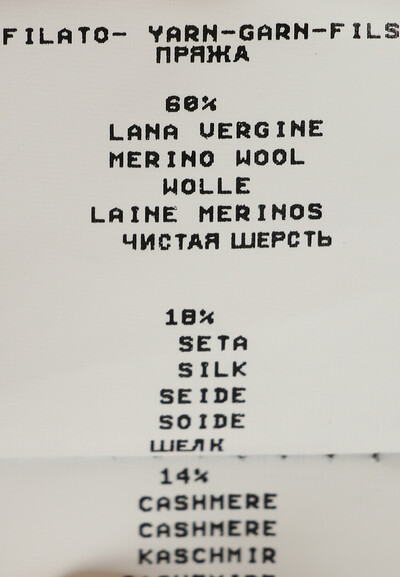 FILATO- YARN-GARN-FILS
ПРЯЖА
68%
LANA VERGINE
MERINO WOOL
WOLLE
LAINE MERINOS
ЧИСТАЯ ШЕРСТЬ
18%
SETA
SILK
SEIDE
SOIDE
ШЕЛК
14%
CASHMERE
CASHMERE
KASCHMIR